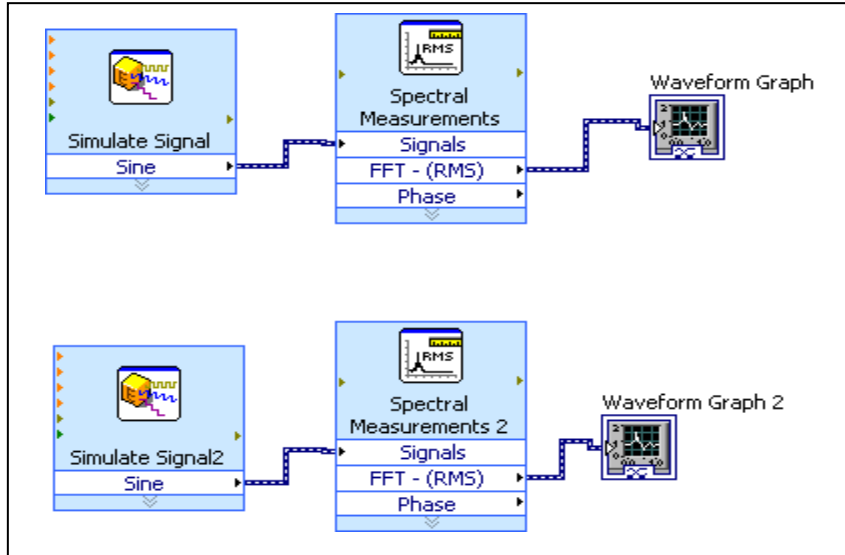 Simulate Signal
Sine
RMS
Spectral
Measurements
Signals
FFT - (RMS)
Phase
Waveform Graph
Simulate Signal2
Sine
RMS
Spectral
Measurements 2
Signals
FFT - (RMS)
Phase
Waveform Graph 2